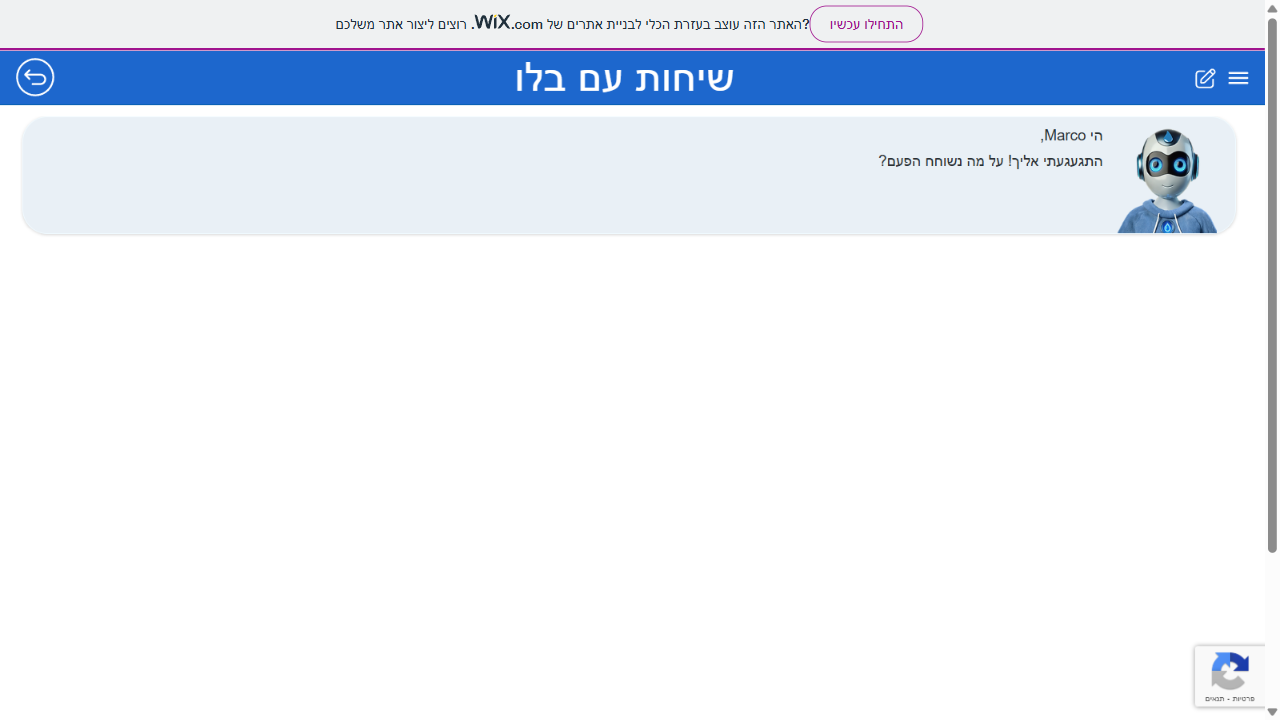 האתר הזה עוצב בעזרת הכלי לבניית אתרים של WiX.com. רוצים ליצור אתר משלכם?
התחילו עכשיו
שיחות עם בלו
היי Marco,
התגעגעתי אליך! על מה נשוחח הפעם?
פרטיות - תנאים